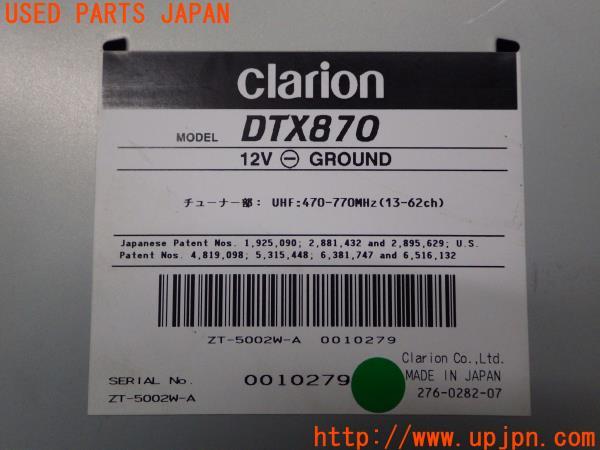 USED PARTS JAPAN
clarion
MODEL DTX870
12V ⊖ GROUND
チューナー部: UHF:470-770MHz(13-62ch)
Japanese Patent Nos. 1,925,090; 2,881,432 and 2,895,629; U.S.
Patent Nos. 4,819,098; 5,315,448; 6,381,747 and 6,516,132
ZT-5002W-A 0010279
Clarion Co.,Ltd.
SERIAL No. 0010279 MADE IN JAPAN
ZT-5002W-A 276-0282-07
http://www.upjpn.com/